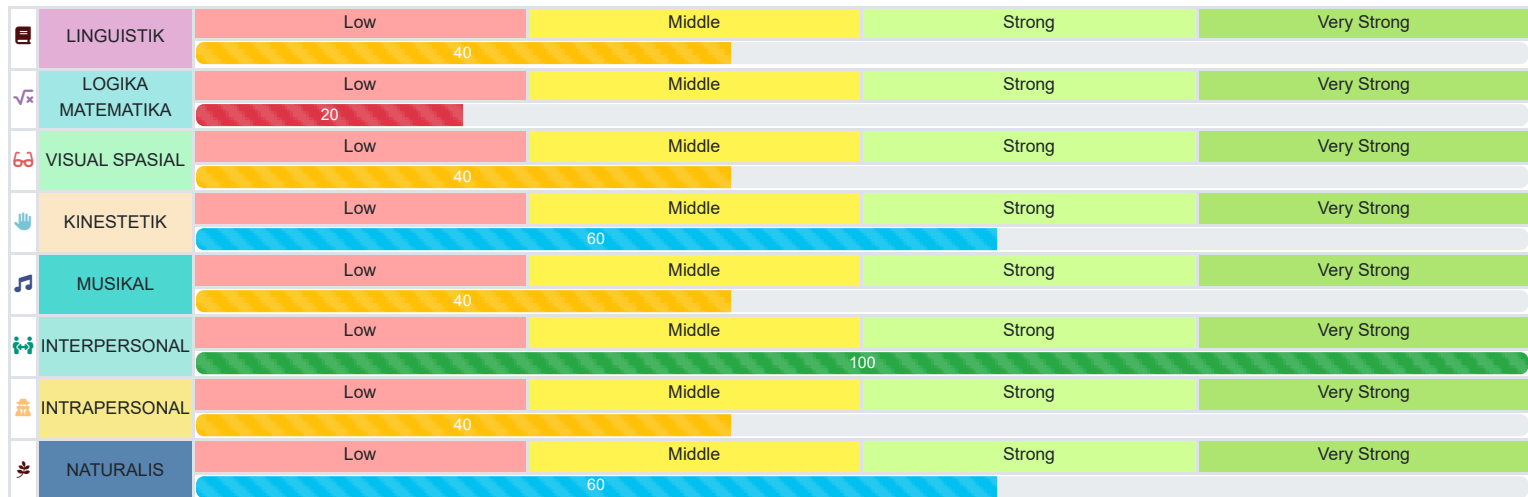 LINGUISTIK
Low Middle Strong Very Strong
40
LOGIKA
MATEMATIKA
Low Middle Strong Very Strong
20
VISUAL SPASIAL
Low Middle Strong Very Strong
40
KINESTETIK
Low Middle Strong Very Strong
60
MUSIKAL
Low Middle Strong Very Strong
40
INTERPERSONAL
Low Middle Strong Very Strong
100
INTRAPERSONAL
Low Middle Strong Very Strong
40
NATURALIS
Low Middle Strong Very Strong
60